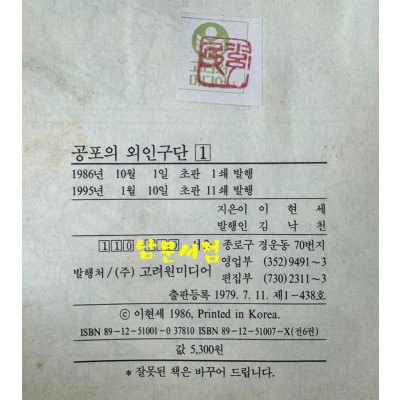 공포의 외인구단 1
1986년 10월 1일 초판 1쇄 발행
1995년 1월 10일 초판 11쇄 발행
지은이 이현세
발행인 김낙천
110 종로구 경운동 70번지
남문서점
영업부 (352)9491~3
발행처/(주) 고려원미디어
편집부 (730)2311~3
출판등록 1979. 7. 11. 제1-438호
ⓒ 이현세 1986, Printed in Korea.
ISBN 89-12-51001-0 37810 ISBN 89-12-51007-X(전6권)
값 5,300원
* 잘못된 책은 바꾸어 드립니다.